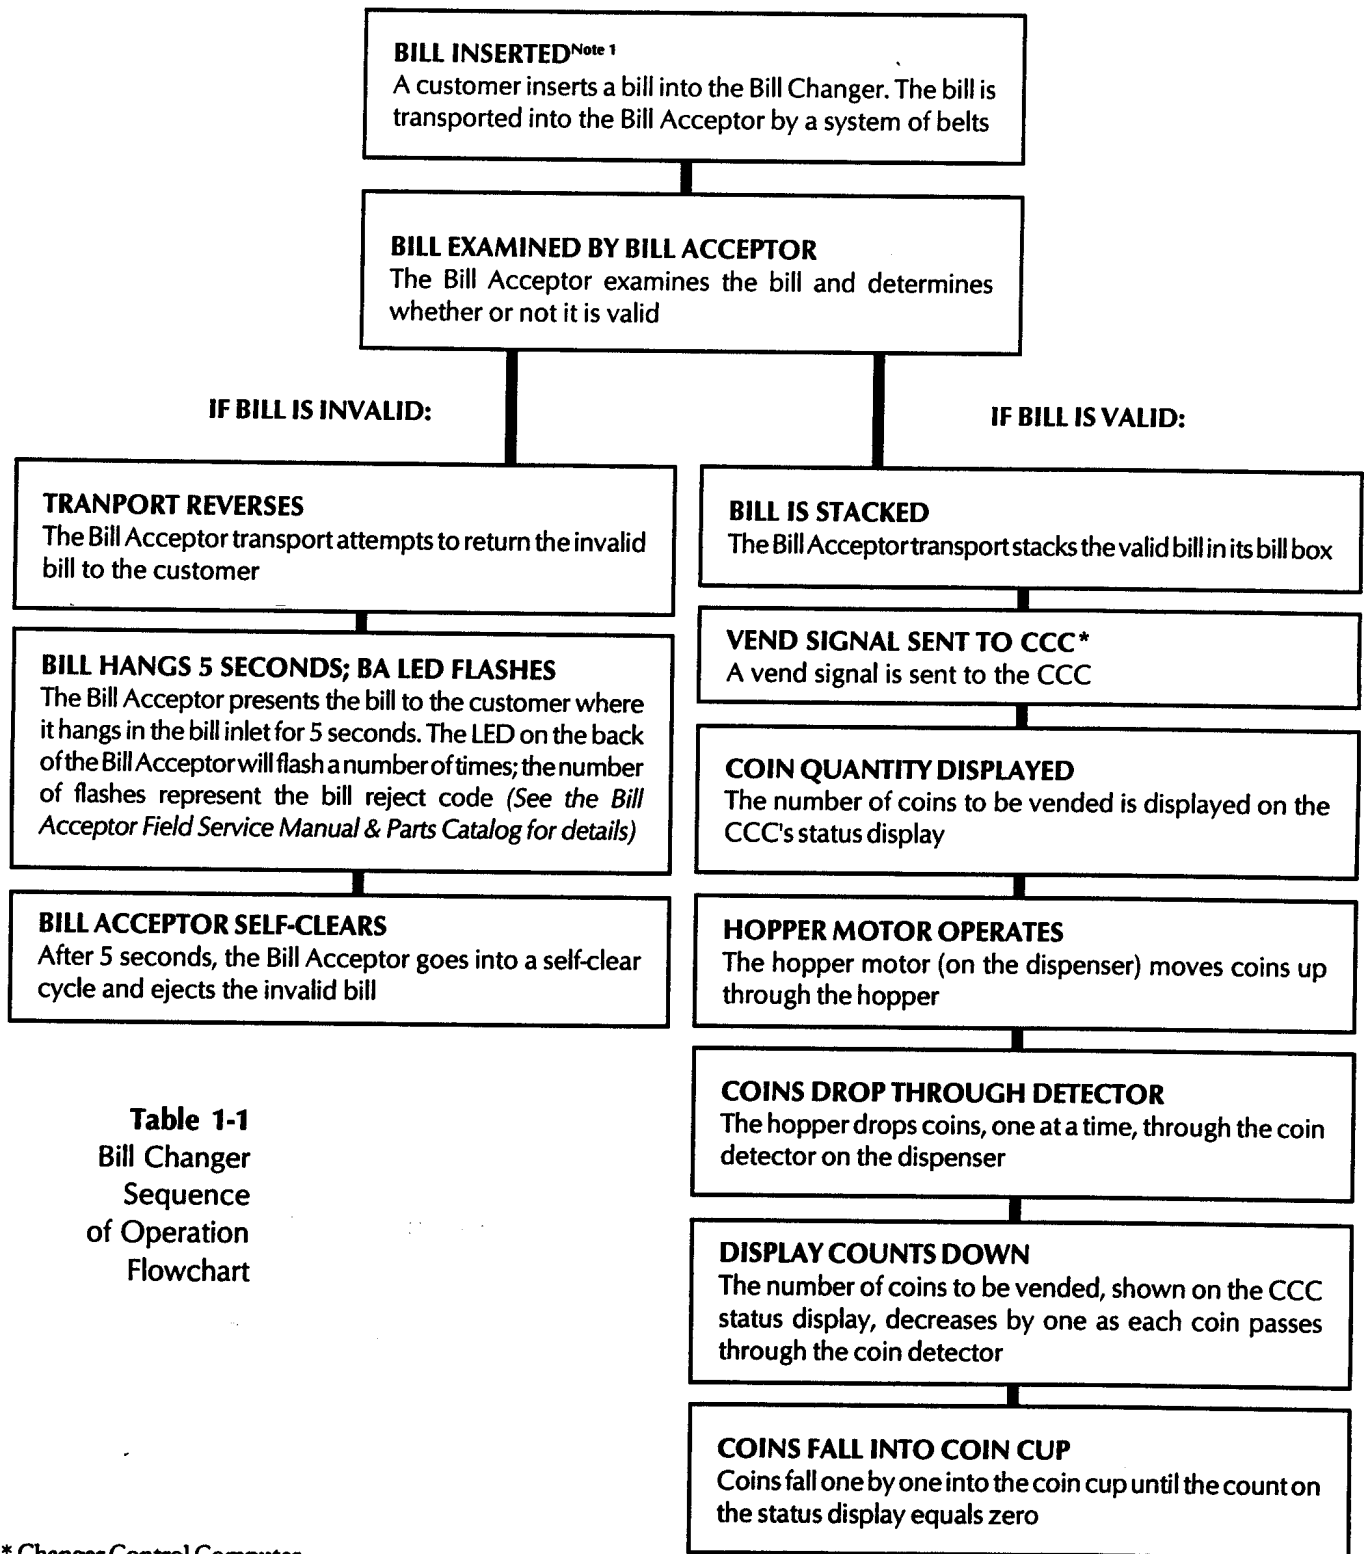 BILL INSERTED Note 1
A customer inserts a bill into the Bill Changer. The bill is
transported into the Bill Acceptor by a system of belts
BILL EXAMINED BY BILL ACCEPTOR
The Bill Acceptor examines the bill and determines
whether or not it is valid
IF BILL IS INVALID:
TRANPORT REVERSES
The Bill Acceptor transport attempts to return the invalid
bill to the customer
BILL HANGS 5 SECONDS; BA LED FLASHES
The Bill Acceptor presents the bill to the customer where
it hangs in the bill inlet for 5 seconds. The LED on the back
of the Bill Acceptor will flash a number of times; the number
of flashes represent the bill reject code (See the Bill
Acceptor Field Service Manual & Parts Catalog for details)
BILL ACCEPTOR SELF-CLEARS
After 5 seconds, the Bill Acceptor goes into a self-clear
cycle and ejects the invalid bill
IF BILL IS VALID:
BILL IS STACKED
The Bill Acceptor transport stacks the valid bill in its bill box
VEND SIGNAL SENT TO CCC*
A vend signal is sent to the CCC
COIN QUANTITY DISPLAYED
The number of coins to be vended is displayed on the
CCC's status display
HOPPER MOTOR OPERATES
The hopper motor (on the dispenser) moves coins up
through the hopper
COINS DROP THROUGH DETECTOR
The hopper drops coins, one at a time, through the coin
detector on the dispenser
DISPLAY COUNTS DOWN
The number of coins to be vended, shown on the CCC
status display, decreases by one as each coin passes
through the coin detector
COINS FALL INTO COIN CUP
Coins fall one by one into the coin cup until the count on
the status display equals zero
Table 1-1
Bill Changer
Sequence
of Operation
Flowchart
* Changer Control Computer